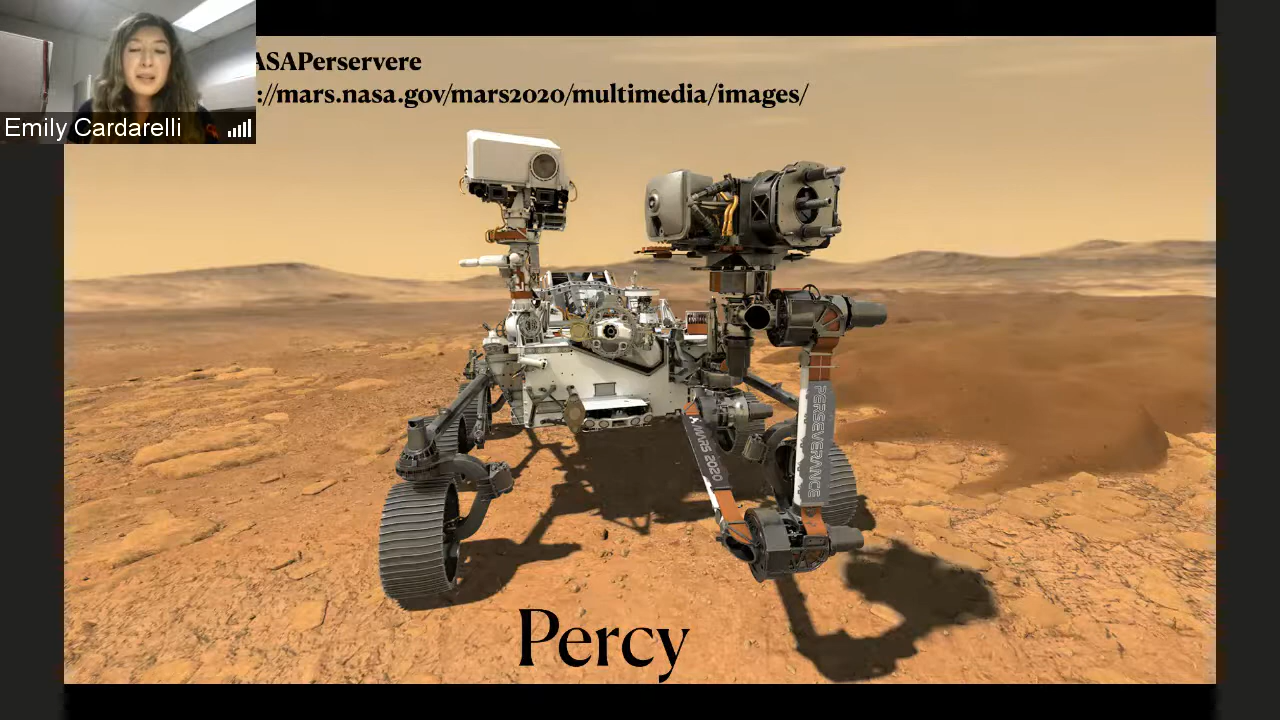 ASAPerservere
://mars.nasa.gov/mars2020/multimedia/images/
Emily Cardarelli
MARS 2020
PERSEVERANCE
Percy